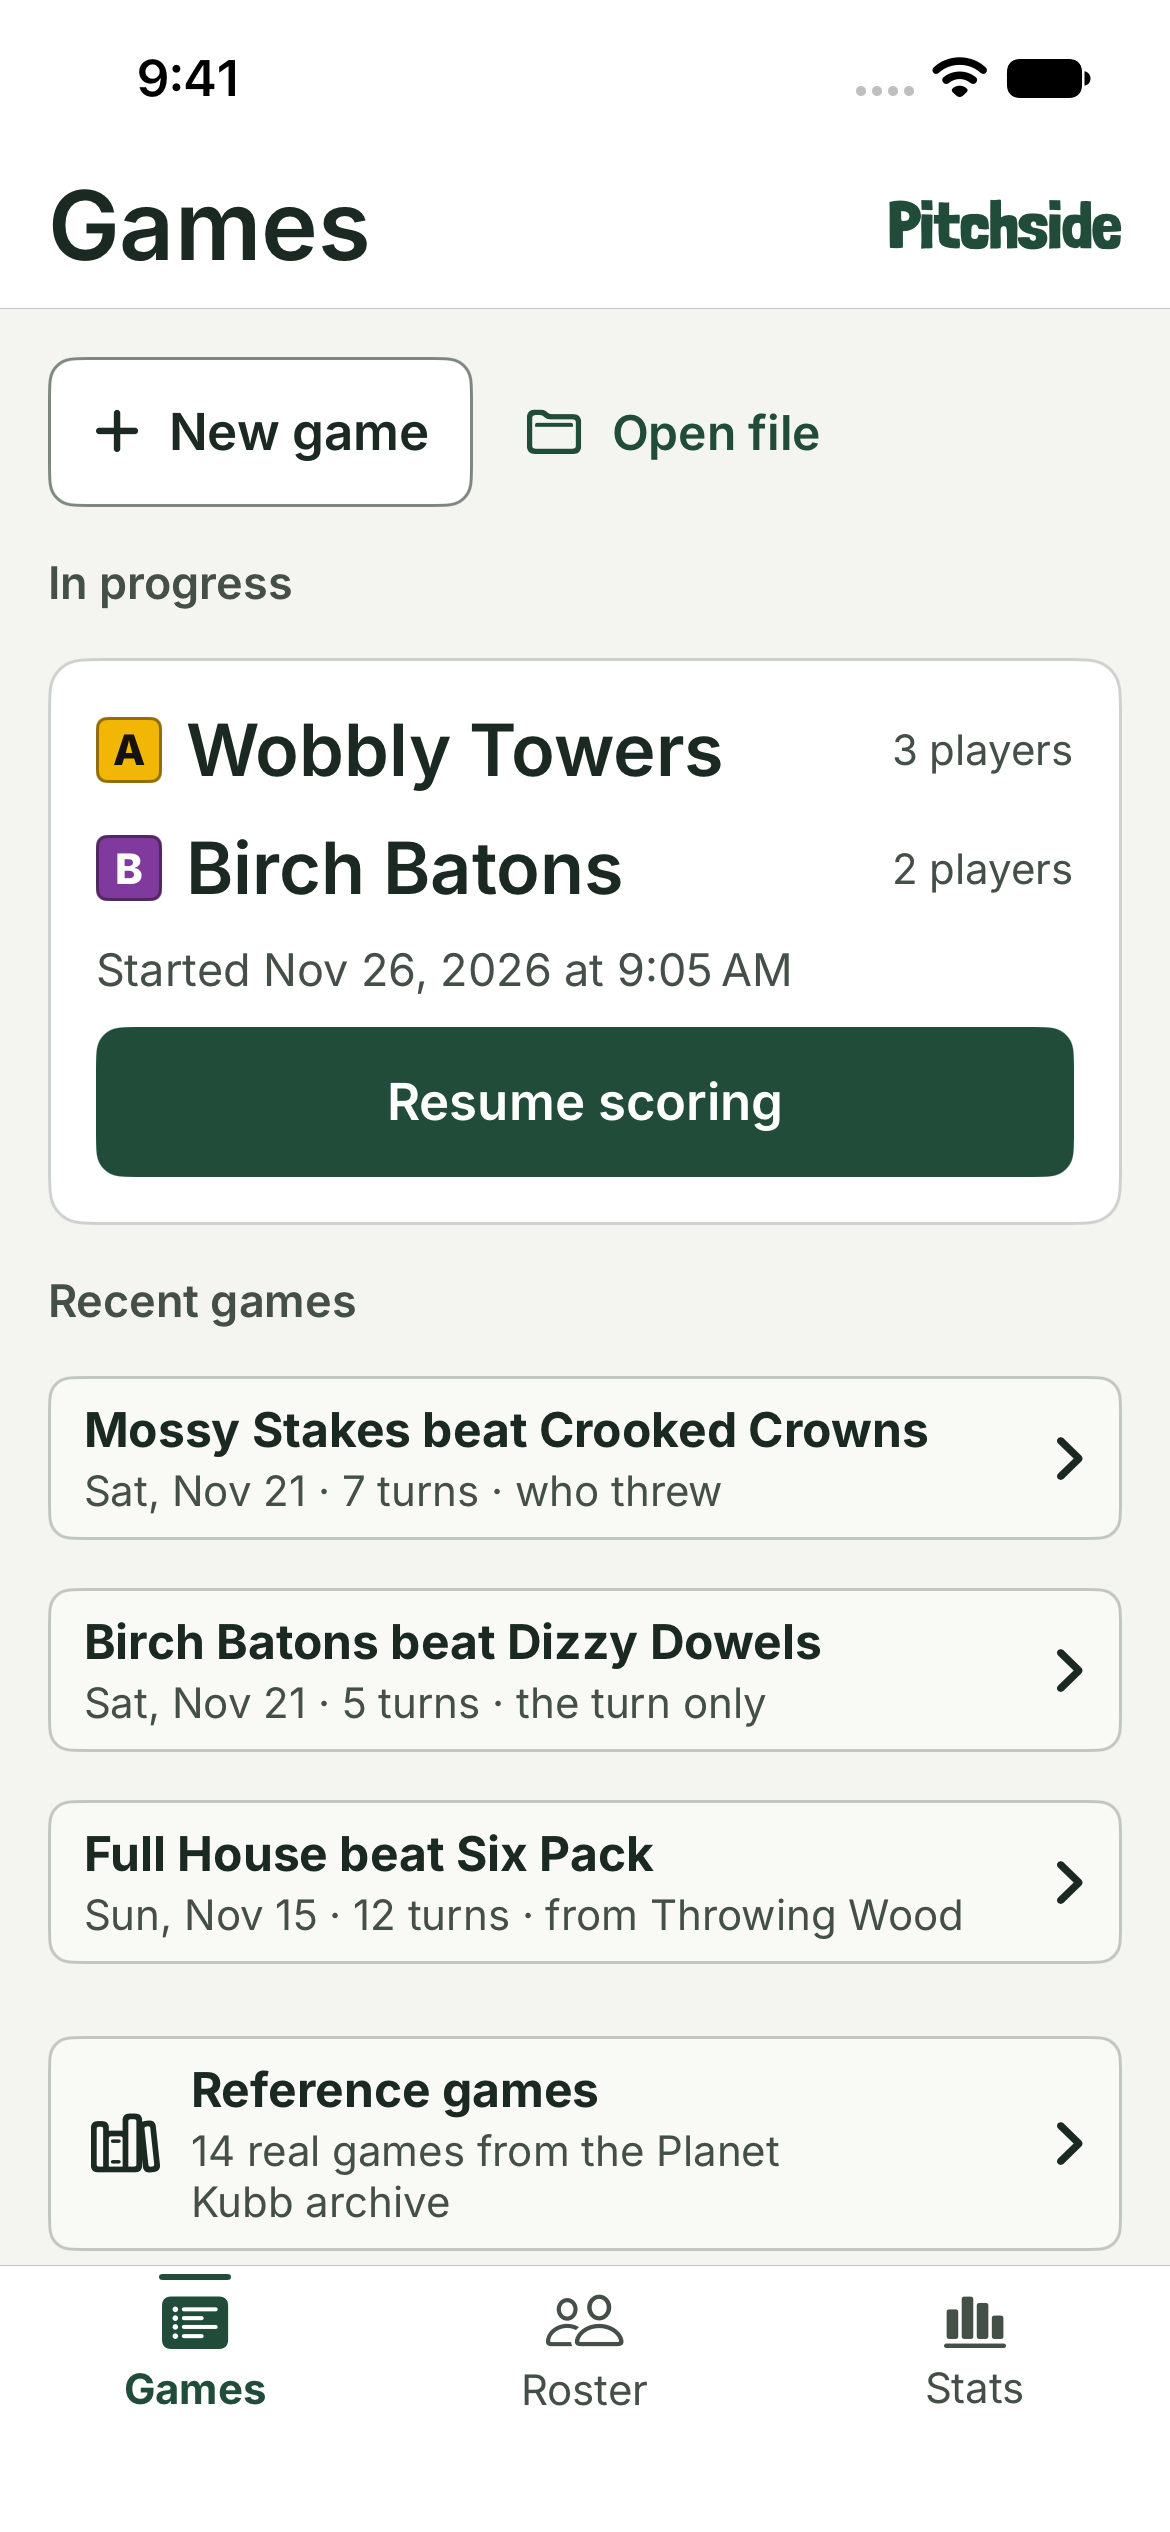 9:41
Games
Pitchside
New game
Open file
In progress
A Wobbly Towers 3 players
B Birch Batons 2 players
Started Nov 26, 2026 at 9:05 AM
Resume scoring
Recent games
Mossy Stakes beat Crooked Crowns
Sat, Nov 21 · 7 turns · who threw
Birch Batons beat Dizzy Dowels
Sat, Nov 21 · 5 turns · the turn only
Full House beat Six Pack
Sun, Nov 15 · 12 turns · from Throwing Wood
Reference games
14 real games from the Planet
Kubb archive
Games
Roster
Stats